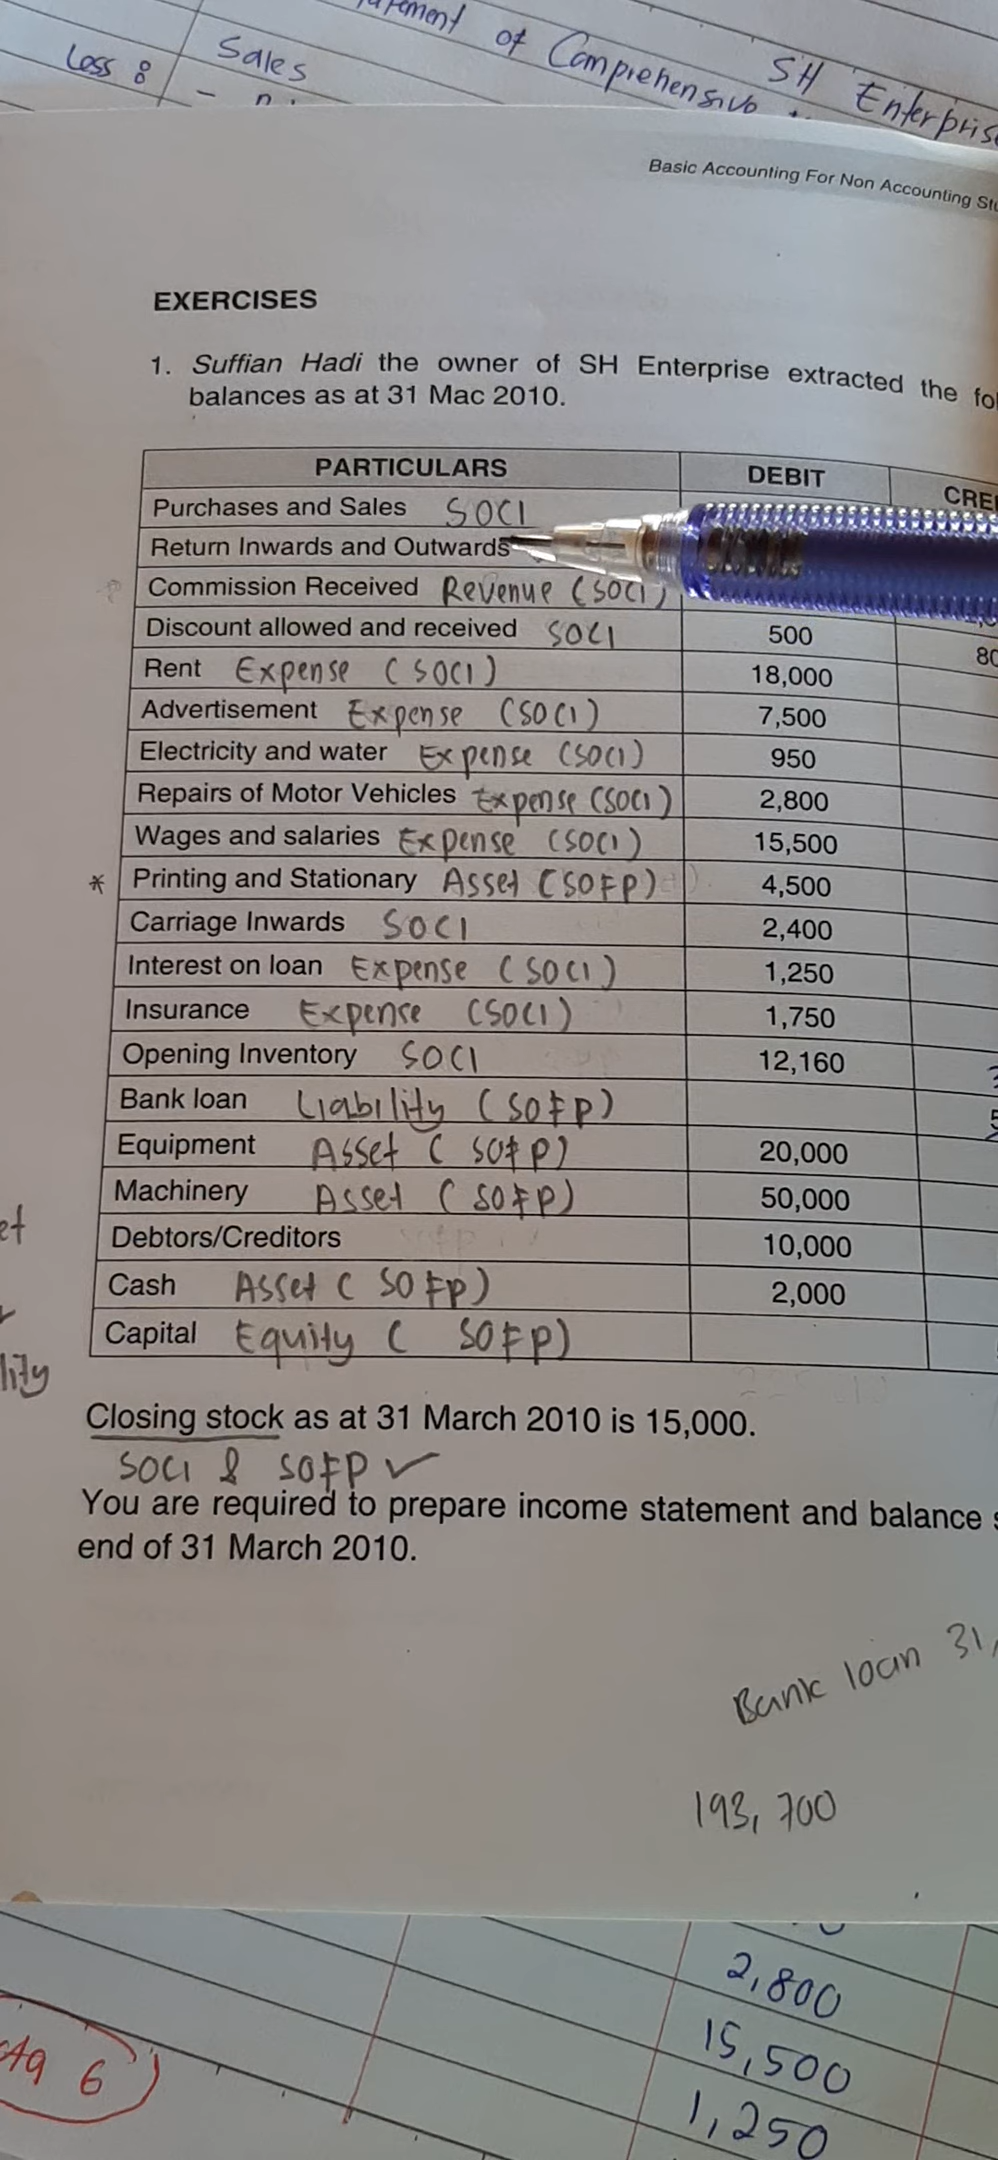 of Comprehensive
SH Enterpris
Less : Sales
Basic Accounting For Non Accounting
EXERCISES
1. Suffian Hadi the owner of SH Enterprise extracted the
balances as at 31 Mac 2010.
PARTICULARS DEBIT CRE
Purchases and Sales SOCI
Return Inwards and Outwards
Commission Received Revenue (SOCI)
Discount allowed and received SOCI 500 80
Rent Expense (SOCI) 18,000
Advertisement Expense (SOCI) 7,500
Electricity and water Expense (SOCI) 950
Repairs of Motor Vehicles Expense (SOCI) 2,800
Wages and salaries Expense (SOCI) 15,500
* Printing and Stationary Asset (SOFP) 4,500
Carriage Inwards SOCI 2,400
Interest on loan Expense (SOCI) 1,250
Insurance Expense (SOCI) 1,750
Opening Inventory SOCI 12,160
Bank loan Liability (SOFP)
Equipment Asset (SOFP) 20,000
Machinery Asset (SOFP) 50,000
Debtors/Creditors 10,000
Cash Asset (SOFP) 2,000
Capital Equity (SOFP)
Closing stock as at 31 March 2010 is 15,000.
SOCI & SOFP ✓
You are required to prepare income statement and balance
end of 31 March 2010.
Bank loan 31,
193,700
2,800
15,500
1,250
6